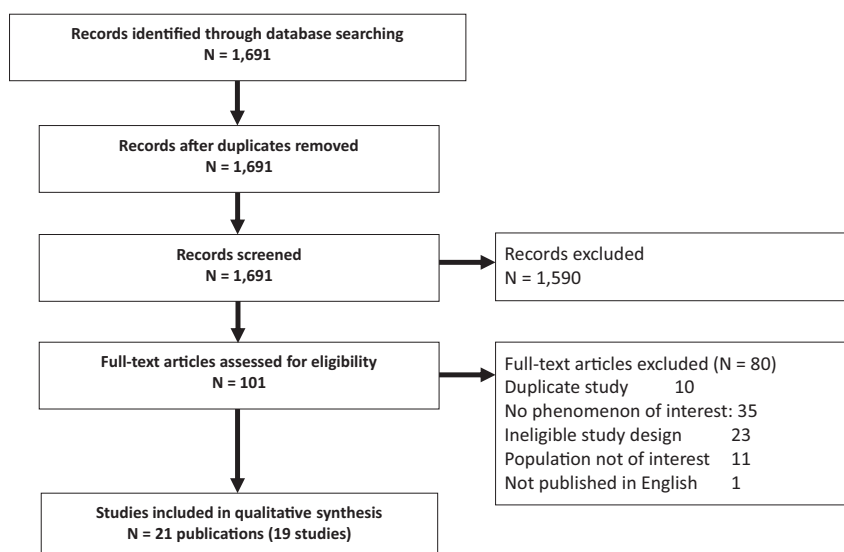 Records identified through database searching
N = 1,691
Records after duplicates removed
N = 1,691
Records screened
N = 1,691
Records excluded
N = 1,590
Full-text articles assessed for eligibility
N = 101
Full-text articles excluded (N = 80)
Duplicate study 10
No phenomenon of interest: 35
Ineligible study design 23
Population not of interest 11
Not published in English 1
Studies included in qualitative synthesis
N = 21 publications (19 studies)